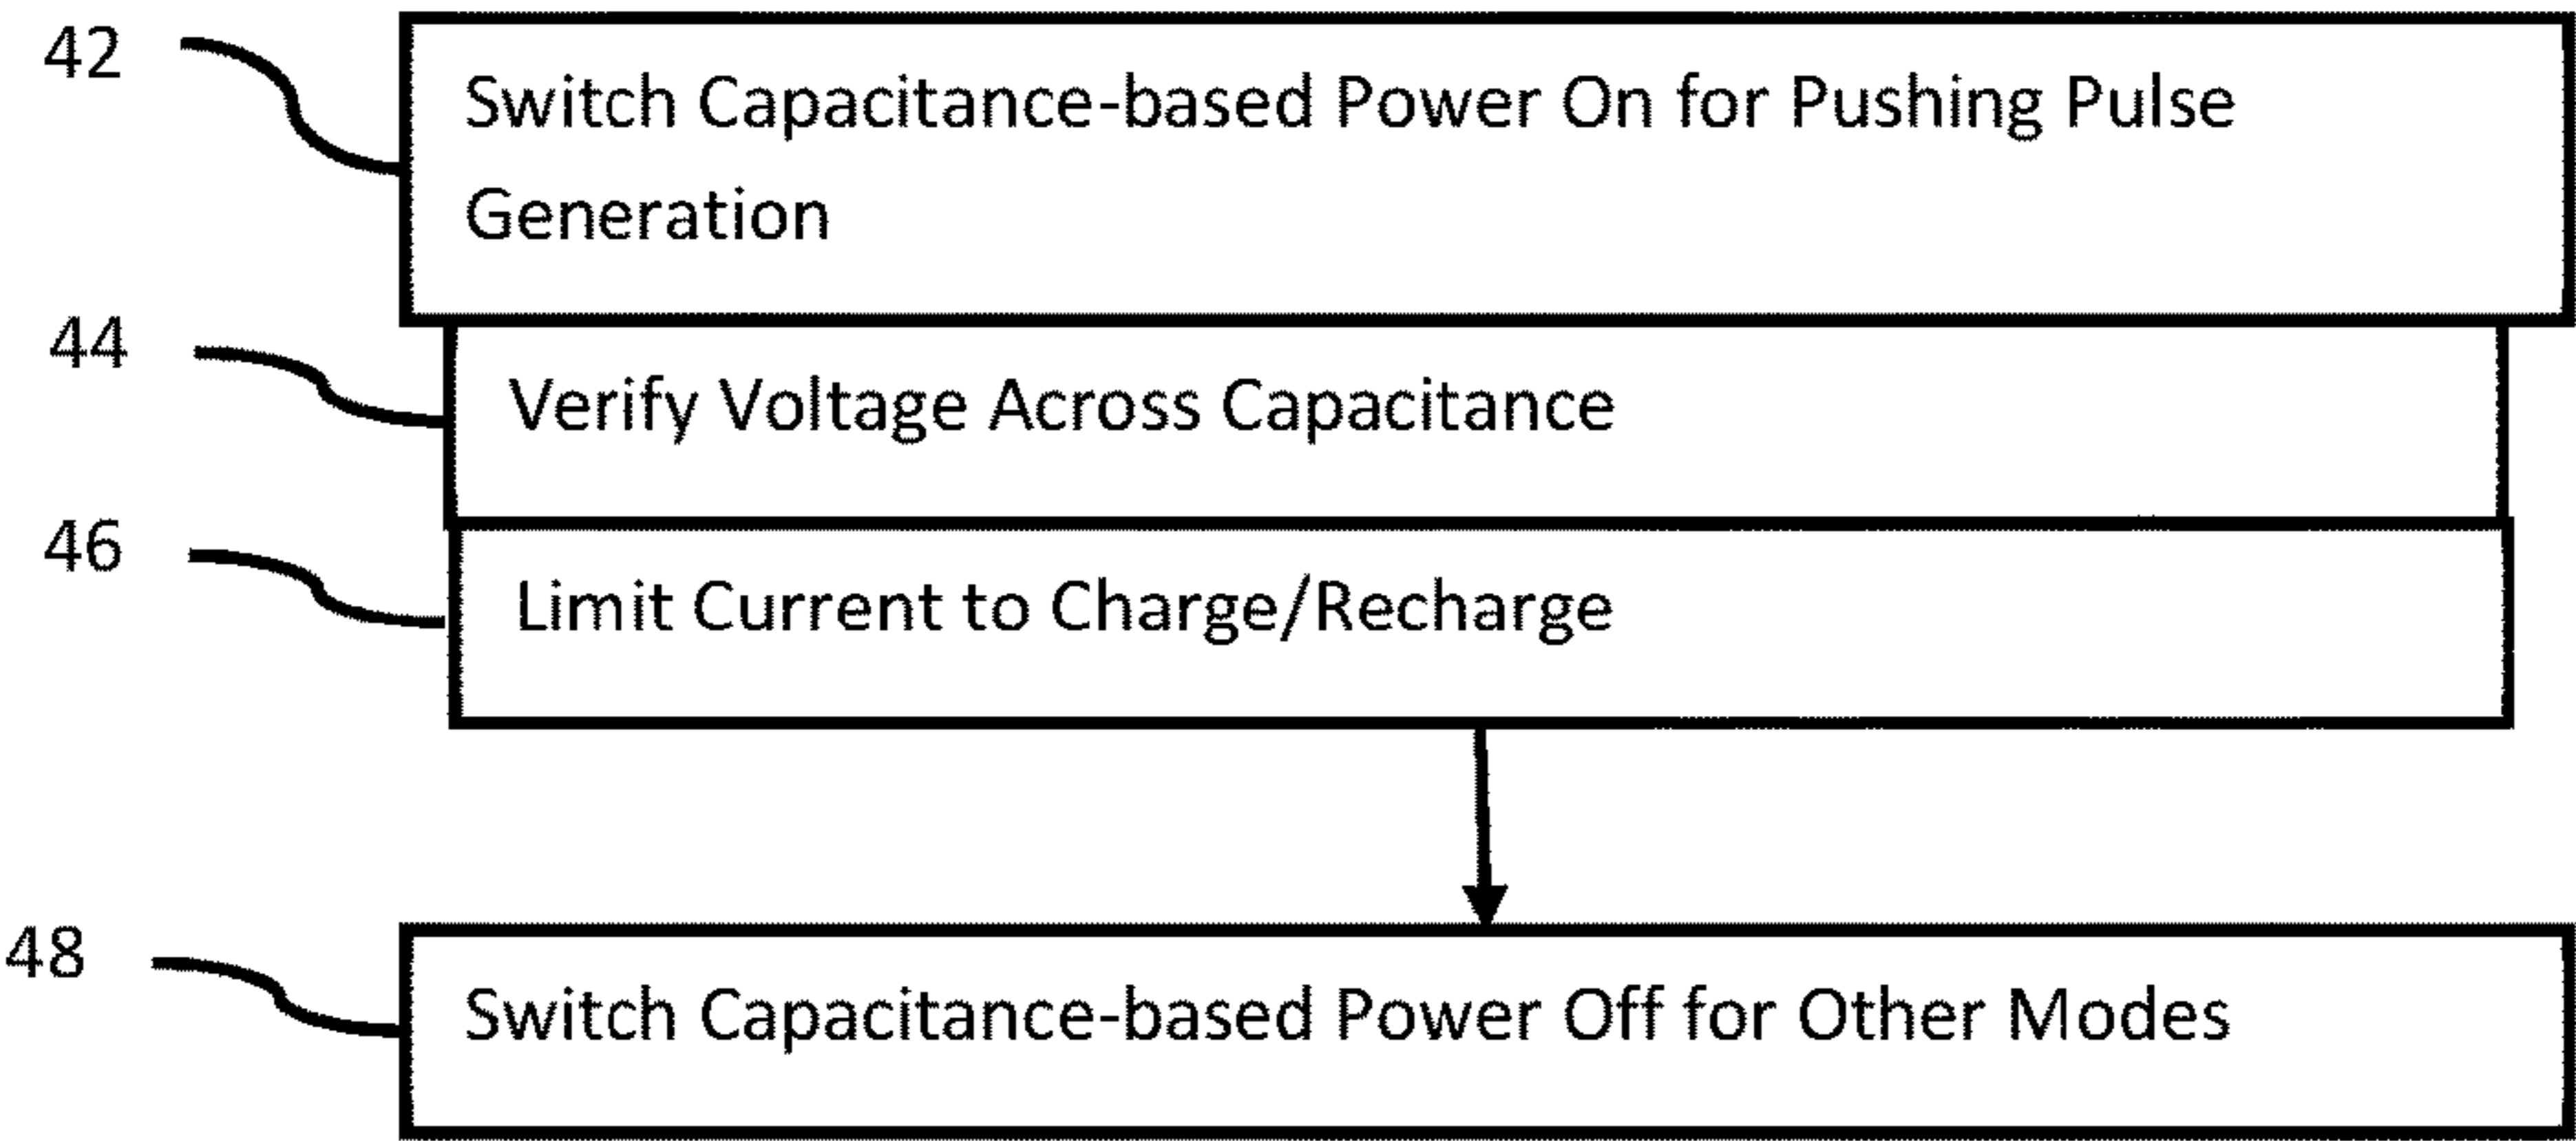 42
Switch Capacitance-based Power On for Pushing Pulse
Generation
44
Verify Voltage Across Capacitance
46
Limit Current to Charge/Recharge
48
Switch Capacitance-based Power Off for Other Modes